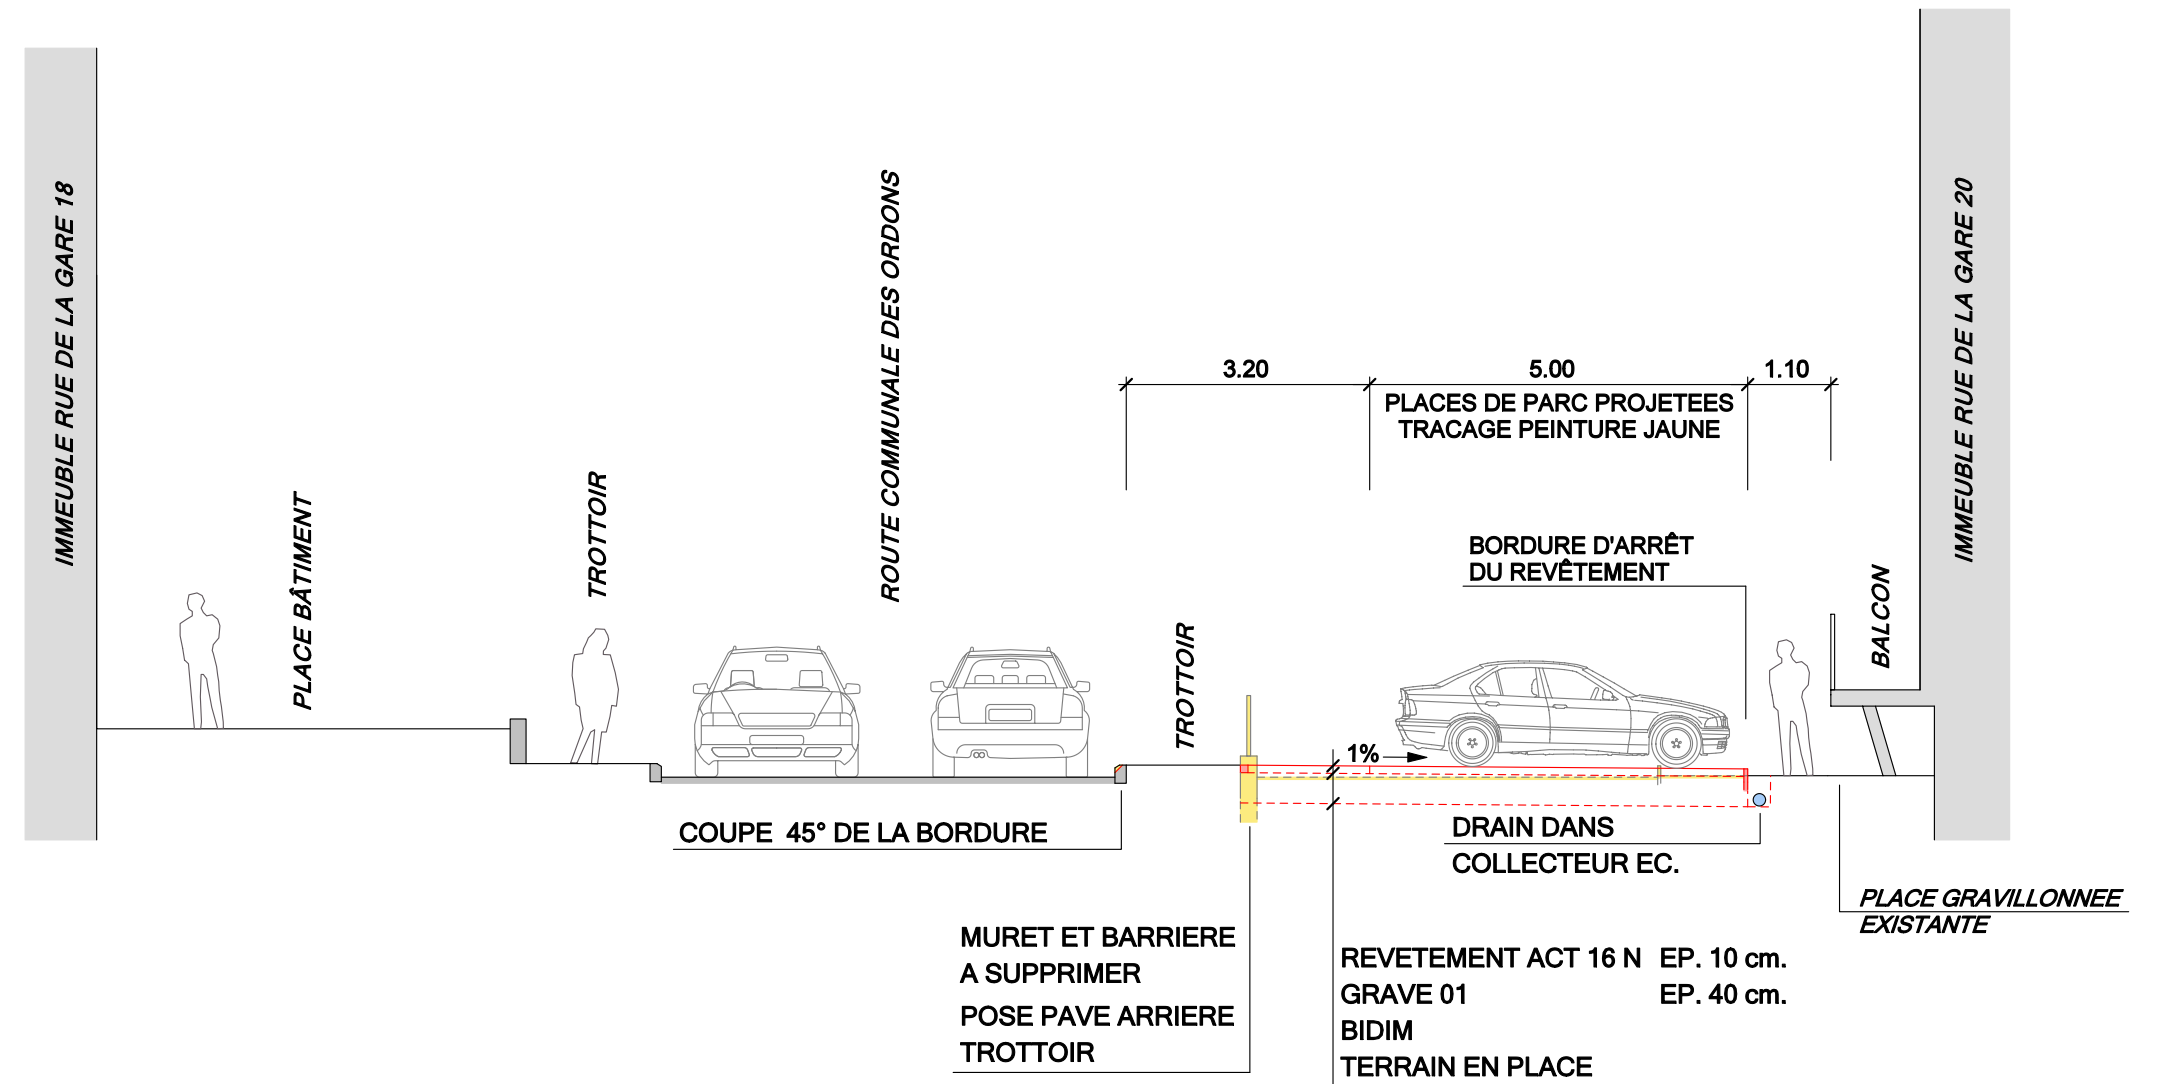 IMMEUBLE RUE DE LA GARE 18
PLACE BÂTIMENT
TROTTOIR
ROUTE COMMUNALE DES ORDONS
3.20
5.00
1.10
PLACES DE PARC PROJETEES
TRACAGE PEINTURE JAUNE
BORDURE D'ARRÊT
DU REVÊTEMENT
TROTTOIR
BALCON
IMMEUBLE RUE DE LA GARE 20
1%
COUPE 45° DE LA BORDURE
DRAIN DANS
COLLECTEUR EC.
PLACE GRAVILLONNEE
EXISTANTE
MURET ET BARRIERE
A SUPPRIMER
POSE PAVE ARRIERE
TROTTOIR
REVETEMENT ACT 16 N EP. 10 cm.
GRAVE 01 EP. 40 cm.
BIDIM
TERRAIN EN PLACE